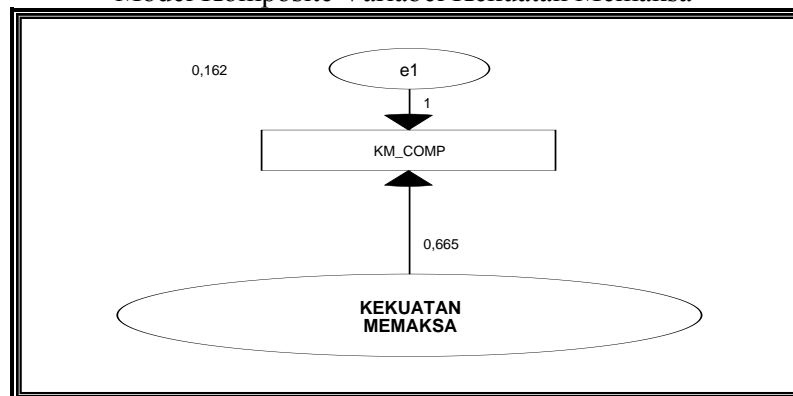 Model Komposite Variabel Kekuatan Memaksa
0,162
e1
1
KM_COMP
0,665
KEKUATAN
MEMAKSA